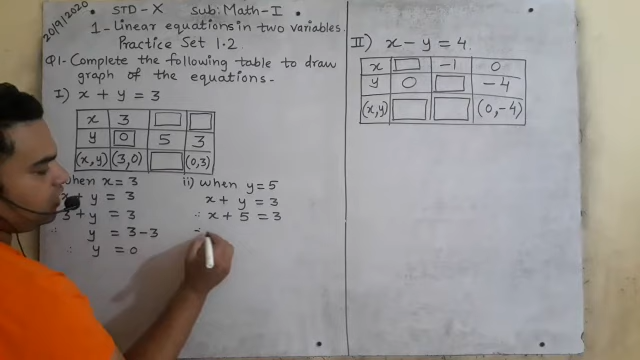 20/9/2020
STD-X Sub: Math-I
1-Linear equations in two variables.
Practice Set 1.2
Q1- Complete the following table to draw
graph of the equations-
I) x + y = 3
x 3
y 0 5 3
(x,y) (3,0) (0,3)
when x = 3
x + y = 3
3 + y = 3
∴ y = 3-3
∴ y = 0
ii) when y = 5
x + y = 3
∴ x + 5 = 3
∴
II) x - y = 4.
x -1 0
y 0 -4
(x,y) (0,-4)